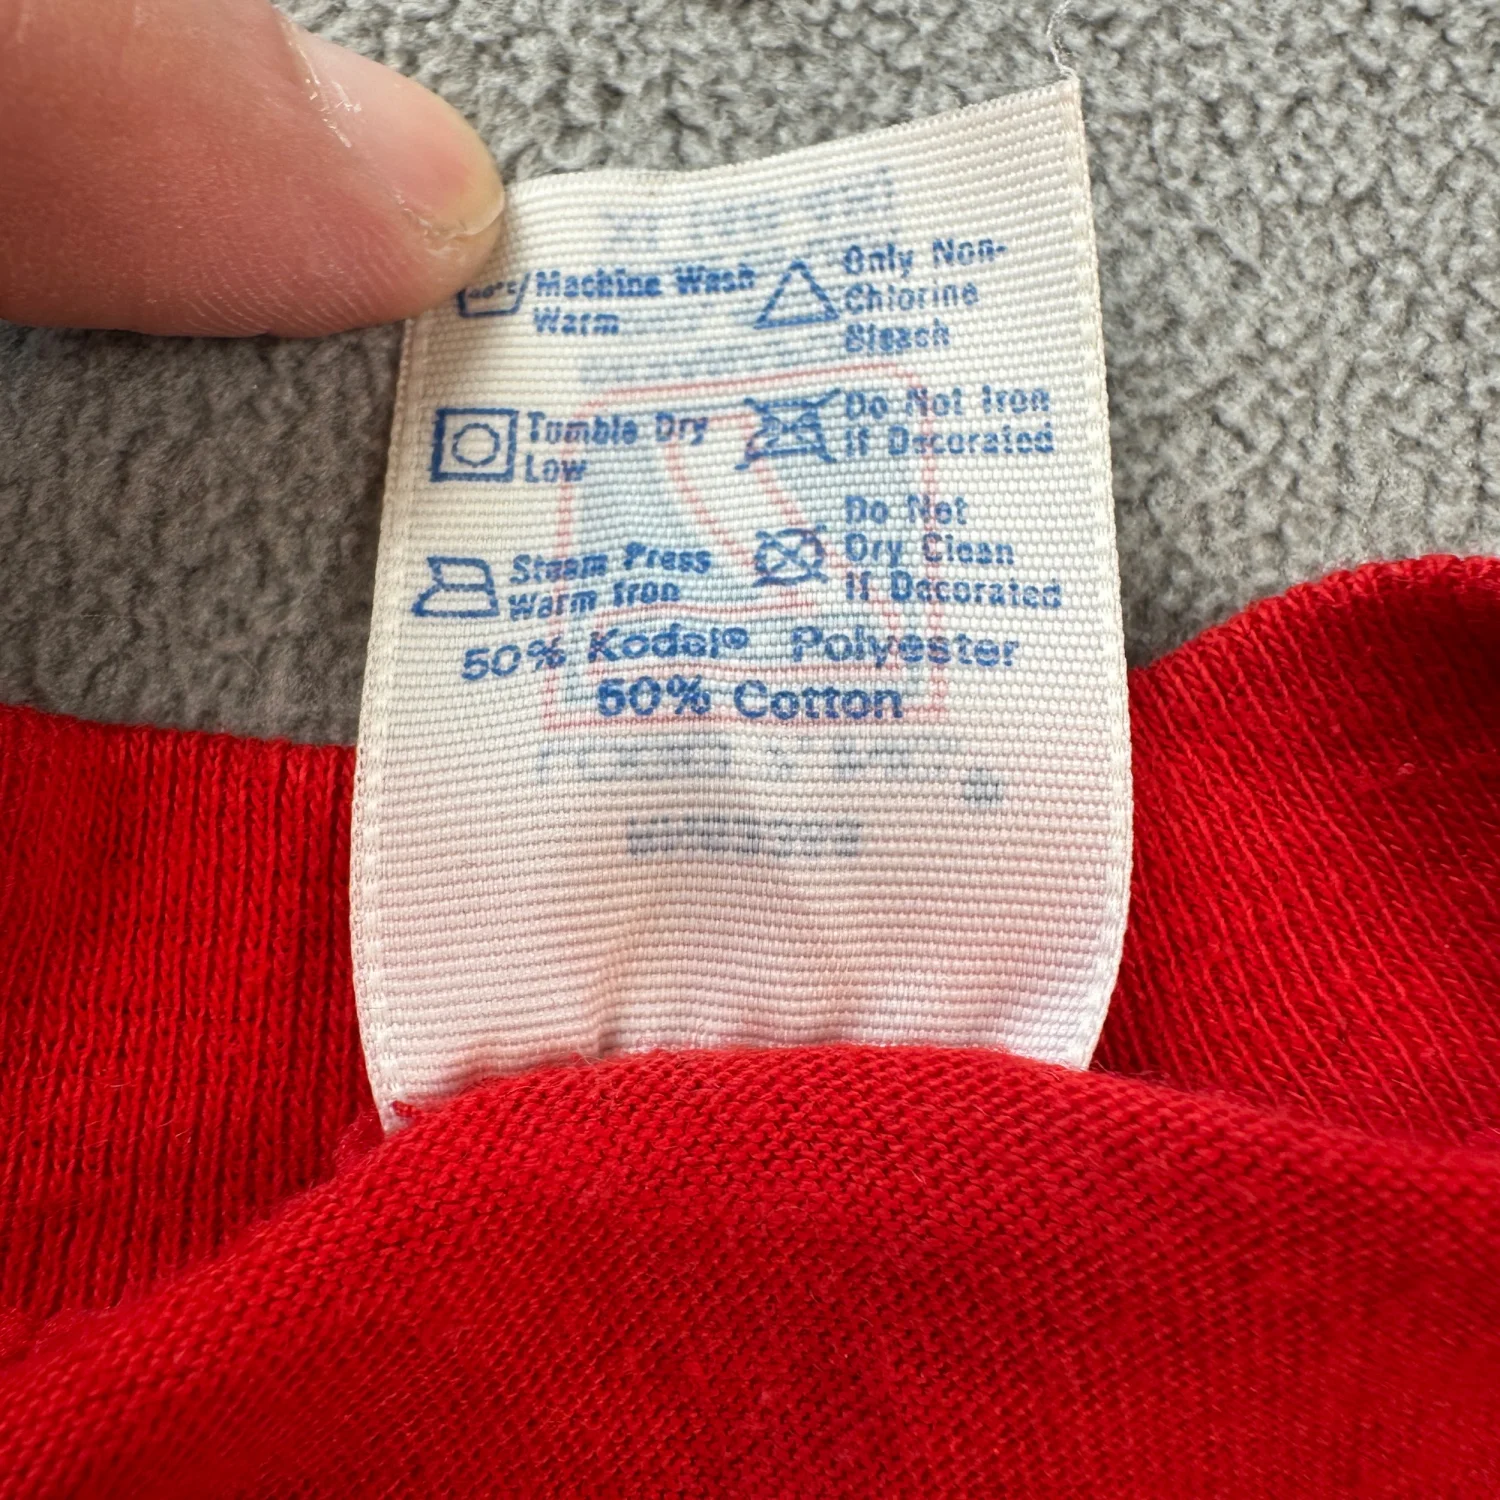 Machine Wash
Warm
Only Non-
Chlorine
Bleach
Tumble Dry
Low
Do Not Iron
If Decorated
Steam Press
Warm Iron
Do Not
Dry Clean
If Decorated
50% Kodel® Polyester
50% Cotton